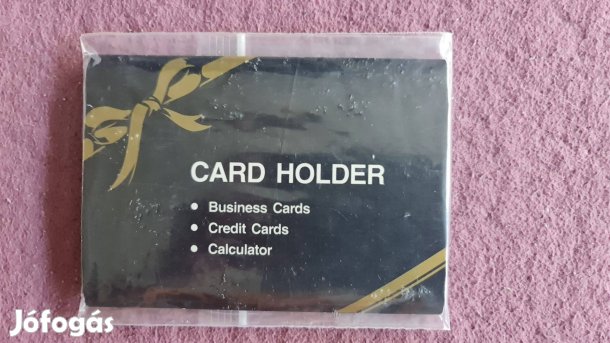 CARD HOLDER
• Business Cards
• Credit Cards
• Calculator
Jófogás